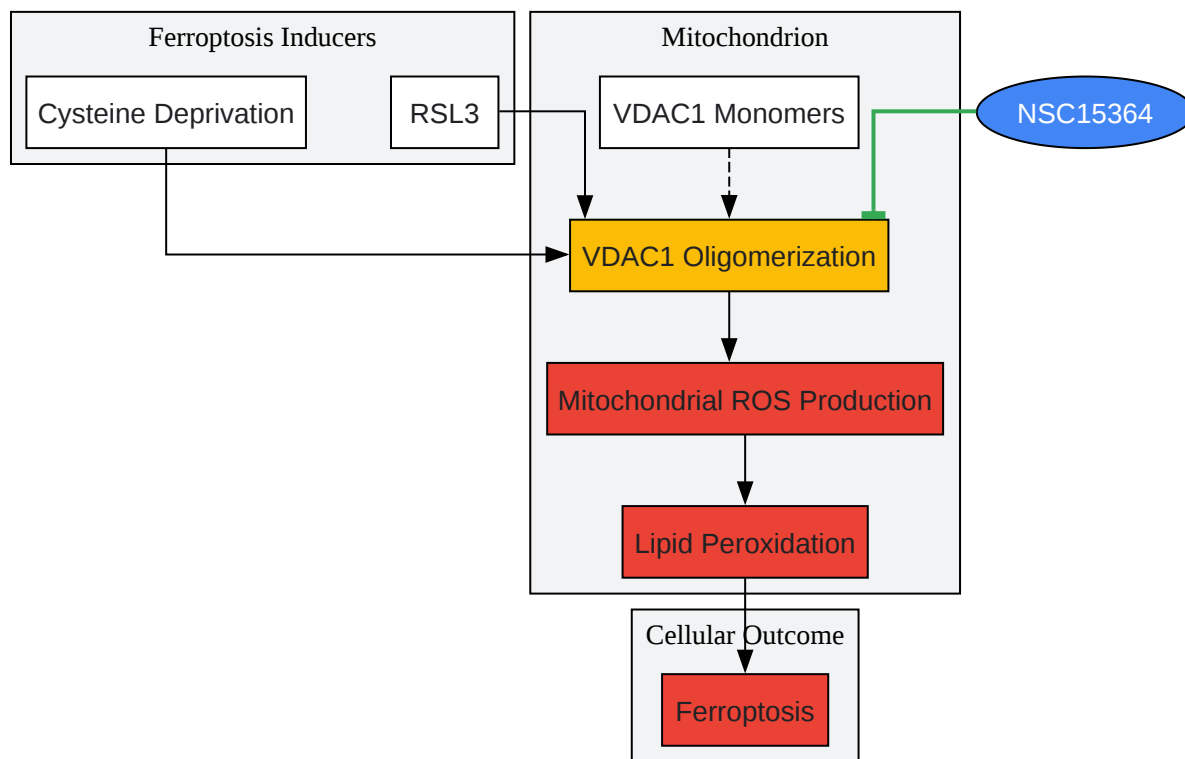 Ferroptosis Inducers
Mitochondrion
Cysteine Deprivation
RSL3
VDAC1 Monomers
NSC15364
VDAC1 Oligomerization
Mitochondrial ROS Production
Lipid Peroxidation
Cellular Outcome
Ferroptosis